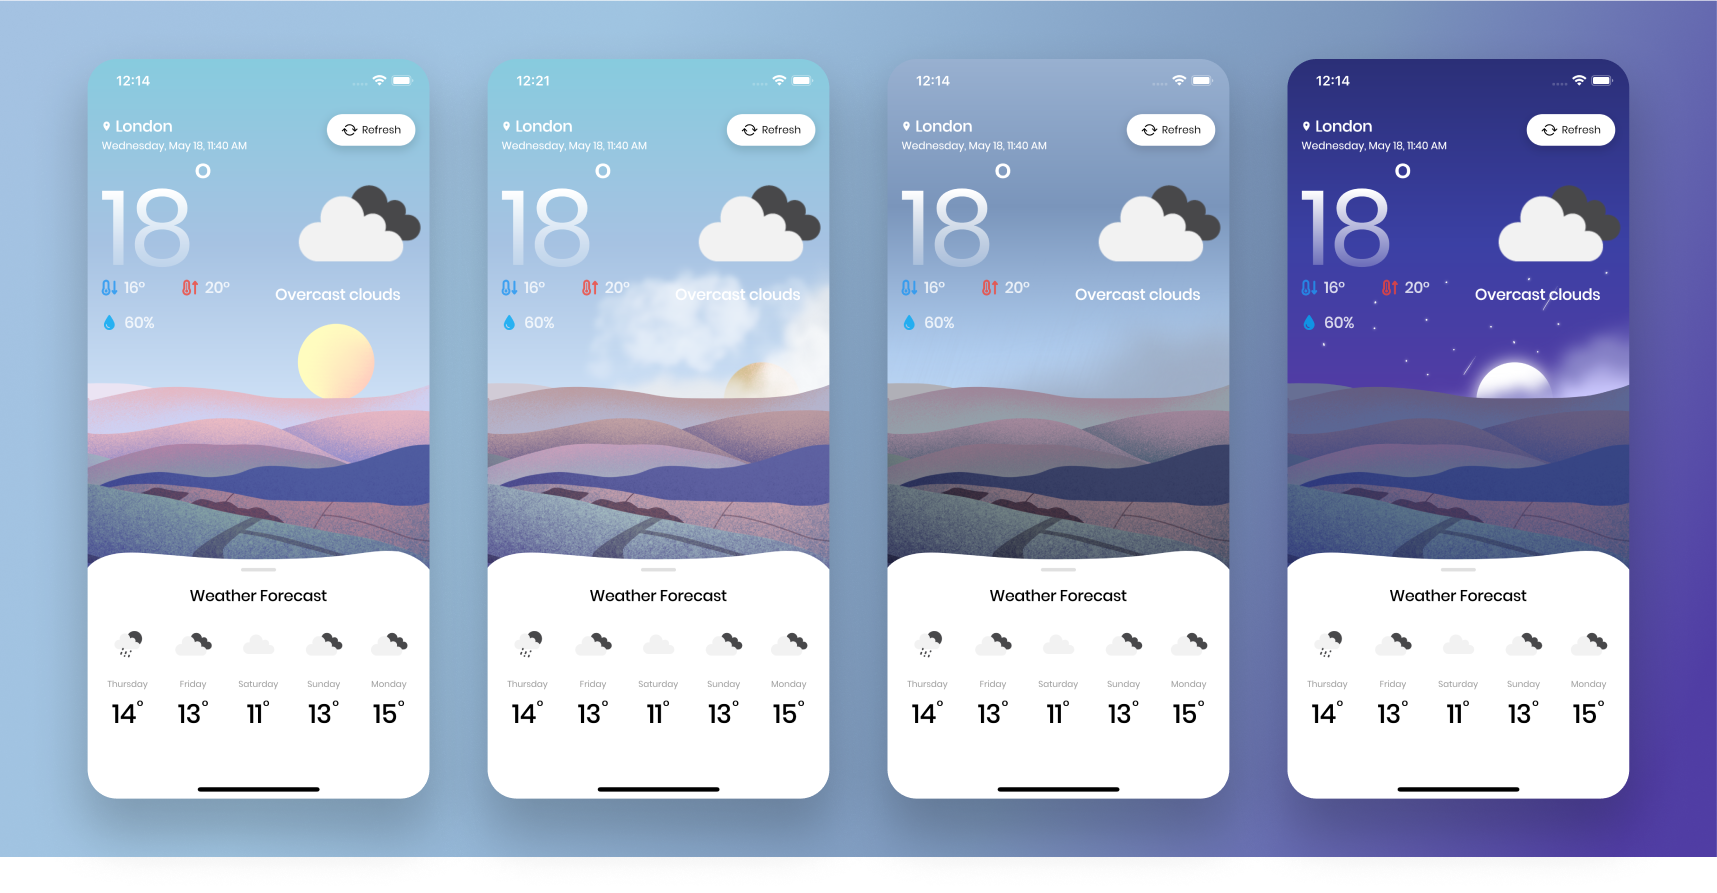 12:14
London
Refresh
Wednesday, May 18, 11:40 AM
18°
16° 20°
Overcast clouds
60%
Weather Forecast
Thursday Friday Saturday Sunday Monday
14° 13° 11° 13° 15°
12:21
London
Refresh
Wednesday, May 18, 11:40 AM
18°
16° 20°
Overcast clouds
60%
Weather Forecast
Thursday Friday Saturday Sunday Monday
14° 13° 11° 13° 15°
12:14
London
Refresh
Wednesday, May 18, 11:40 AM
18°
16° 20°
Overcast clouds
60%
Weather Forecast
Thursday Friday Saturday Sunday Monday
14° 13° 11° 13° 15°
12:14
London
Refresh
Wednesday, May 18, 11:40 AM
18°
16° 20°
Overcast clouds
60%
Weather Forecast
Thursday Friday Saturday Sunday Monday
14° 13° 11° 13° 15°